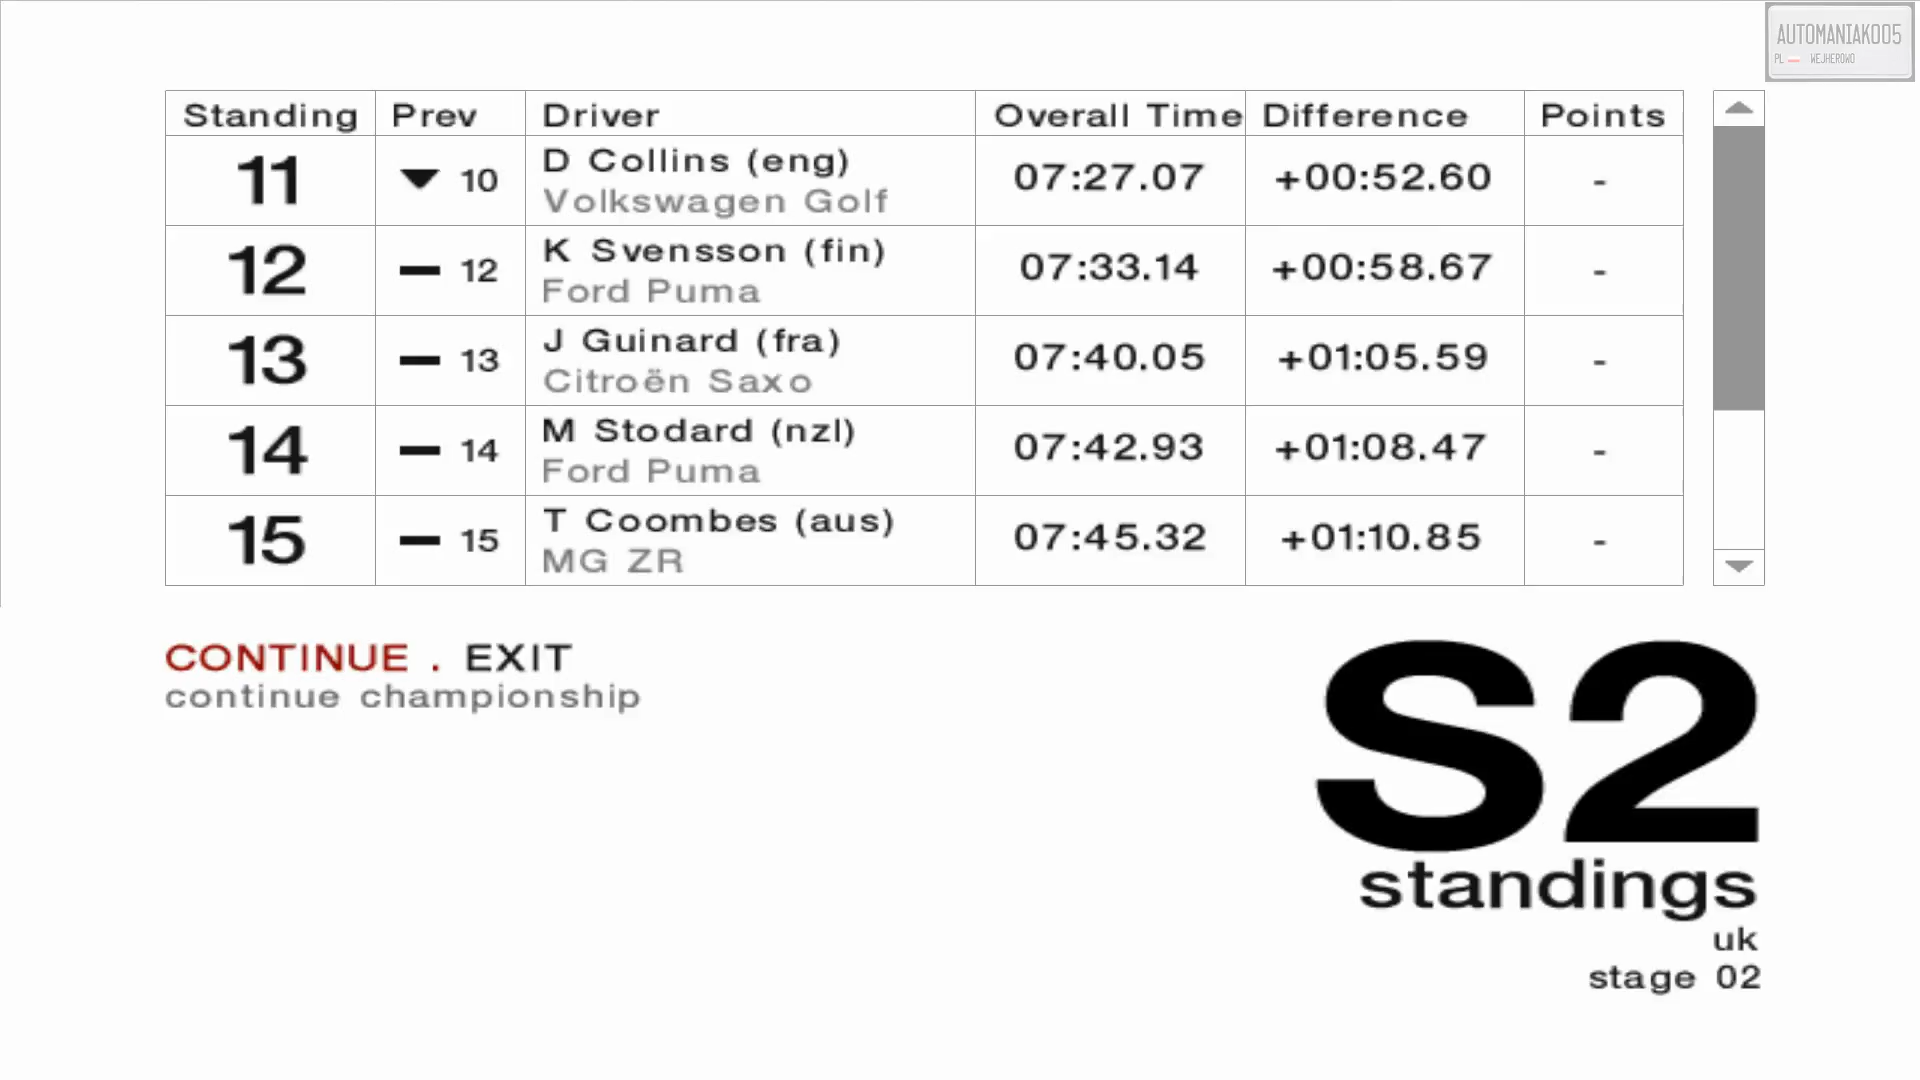 AUTOMANIAK005
PL WEJHEROWO
Standing Prev Driver Overall Time Difference Points
11 10 D Collins (eng) 07:27.07 +00:52.60 -
Volkswagen Golf
12 12 K Svensson (fin) 07:33.14 +00:58.67 -
Ford Puma
13 13 J Guinard (fra) 07:40.05 +01:05.59 -
Citroën Saxo
14 14 M Stodard (nzl) 07:42.93 +01:08.47 -
Ford Puma
15 15 T Coombes (aus) 07:45.32 +01:10.85 -
MG ZR
CONTINUE . EXIT
continue championship
S2
standings
uk
stage 02